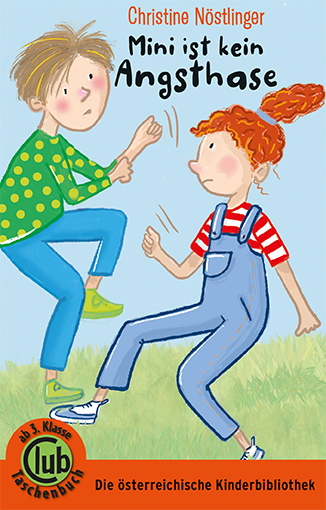 Christine Nöstlinger
Mini ist kein
Angsthase
ab 3. Klasse
Club
Taschenbuch
Die österreichische Kinderbibliothek